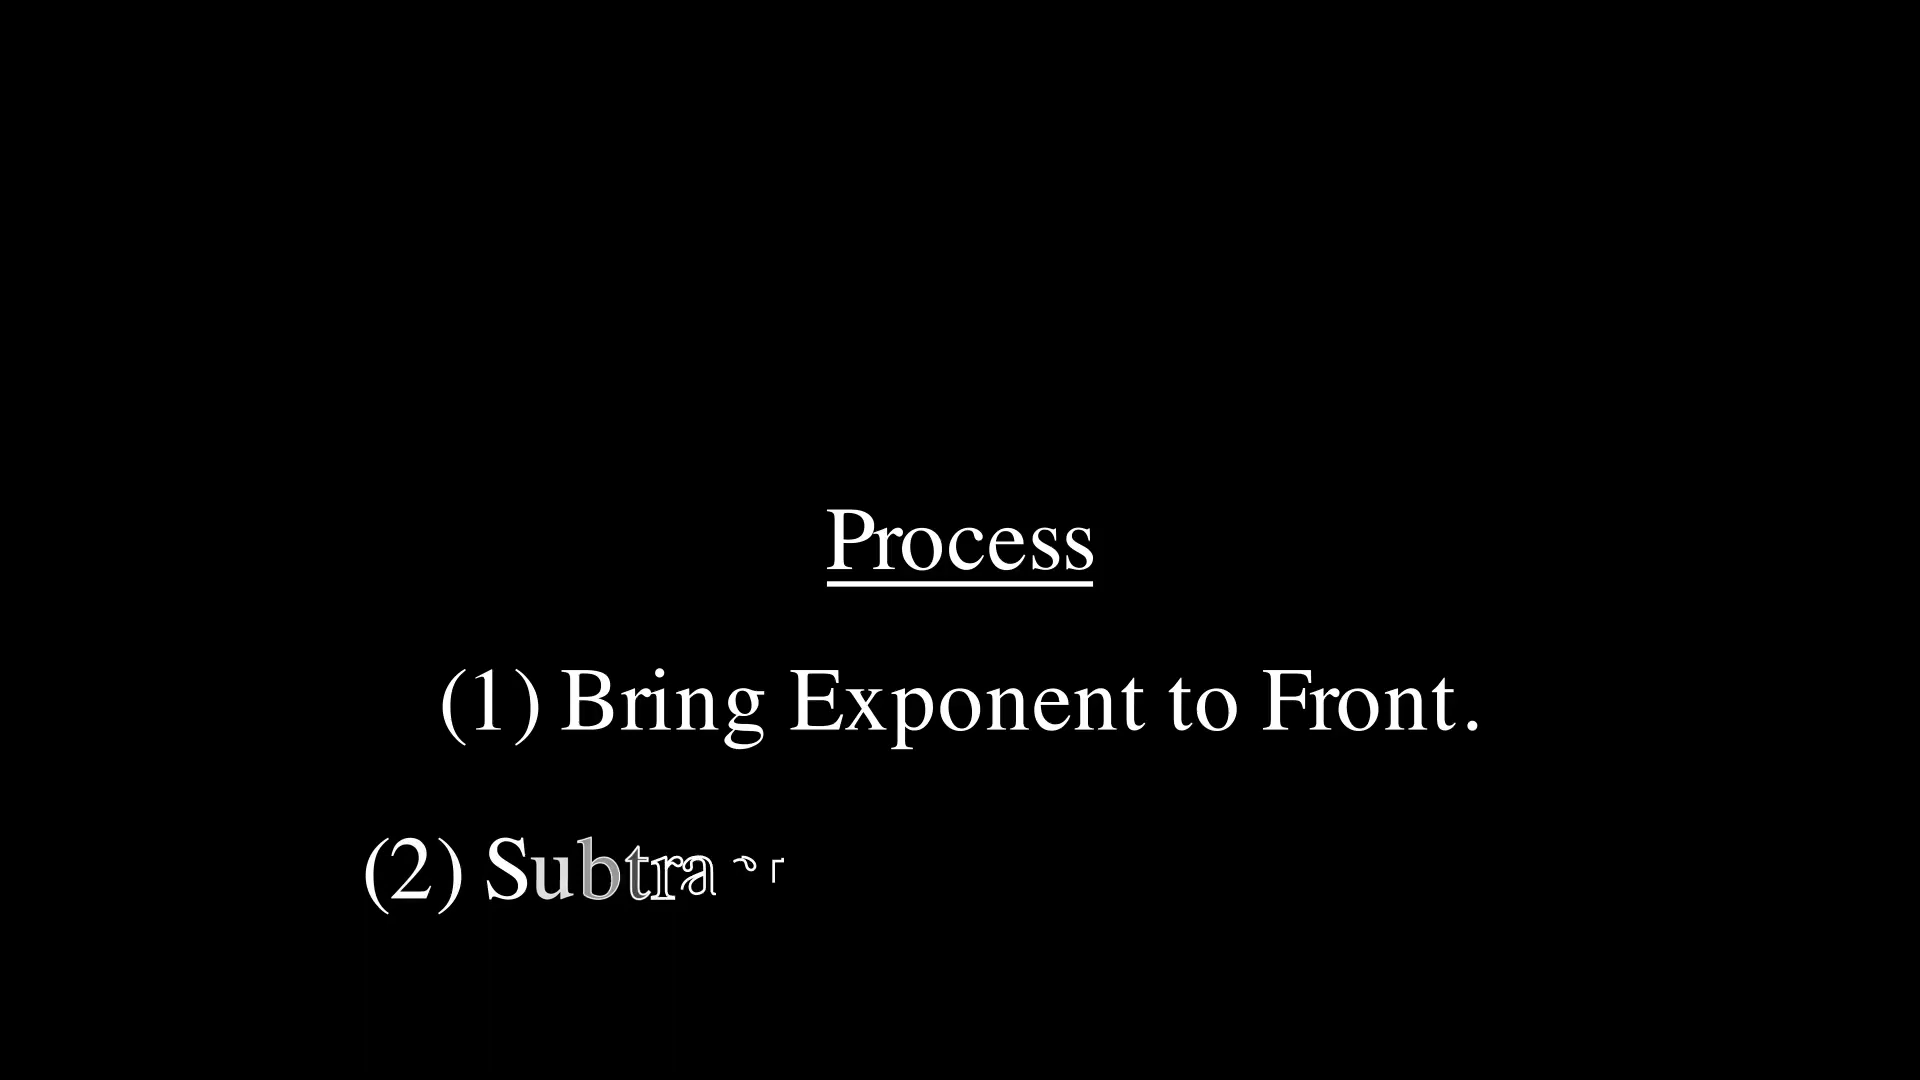 Process
(1) Bring Exponent to Front.
(2) Subtra